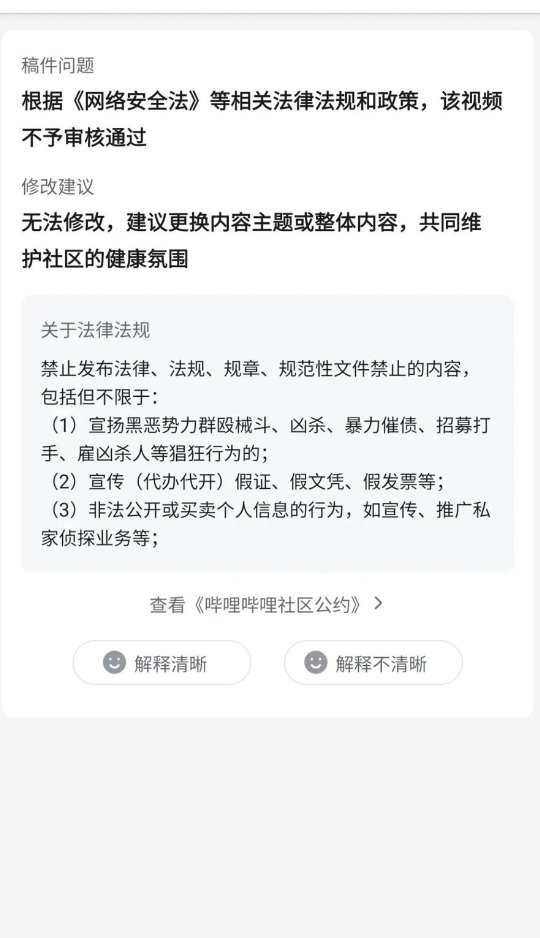 稿件问题
根据《网络安全法》等相关法律法规和政策，该视频
不予审核通过
修改建议
无法修改，建议更换内容主题或整体内容，共同维
护社区的健康氛围
关于法律法规
禁止发布法律、法规、规章、规范性文件禁止的内容，
包括但不限于：
（1）宣扬黑恶势力群殴械斗、凶杀、暴力催债、招募打
手、雇凶杀人等猖狂行为的；
（2）宣传（代办代开）假证、假文凭、假发票等；
（3）非法公开或买卖个人信息的行为，如宣传、推广私
家侦探业务等；
查看《哔哩哔哩社区公约》
解释清晰 解释不清晰